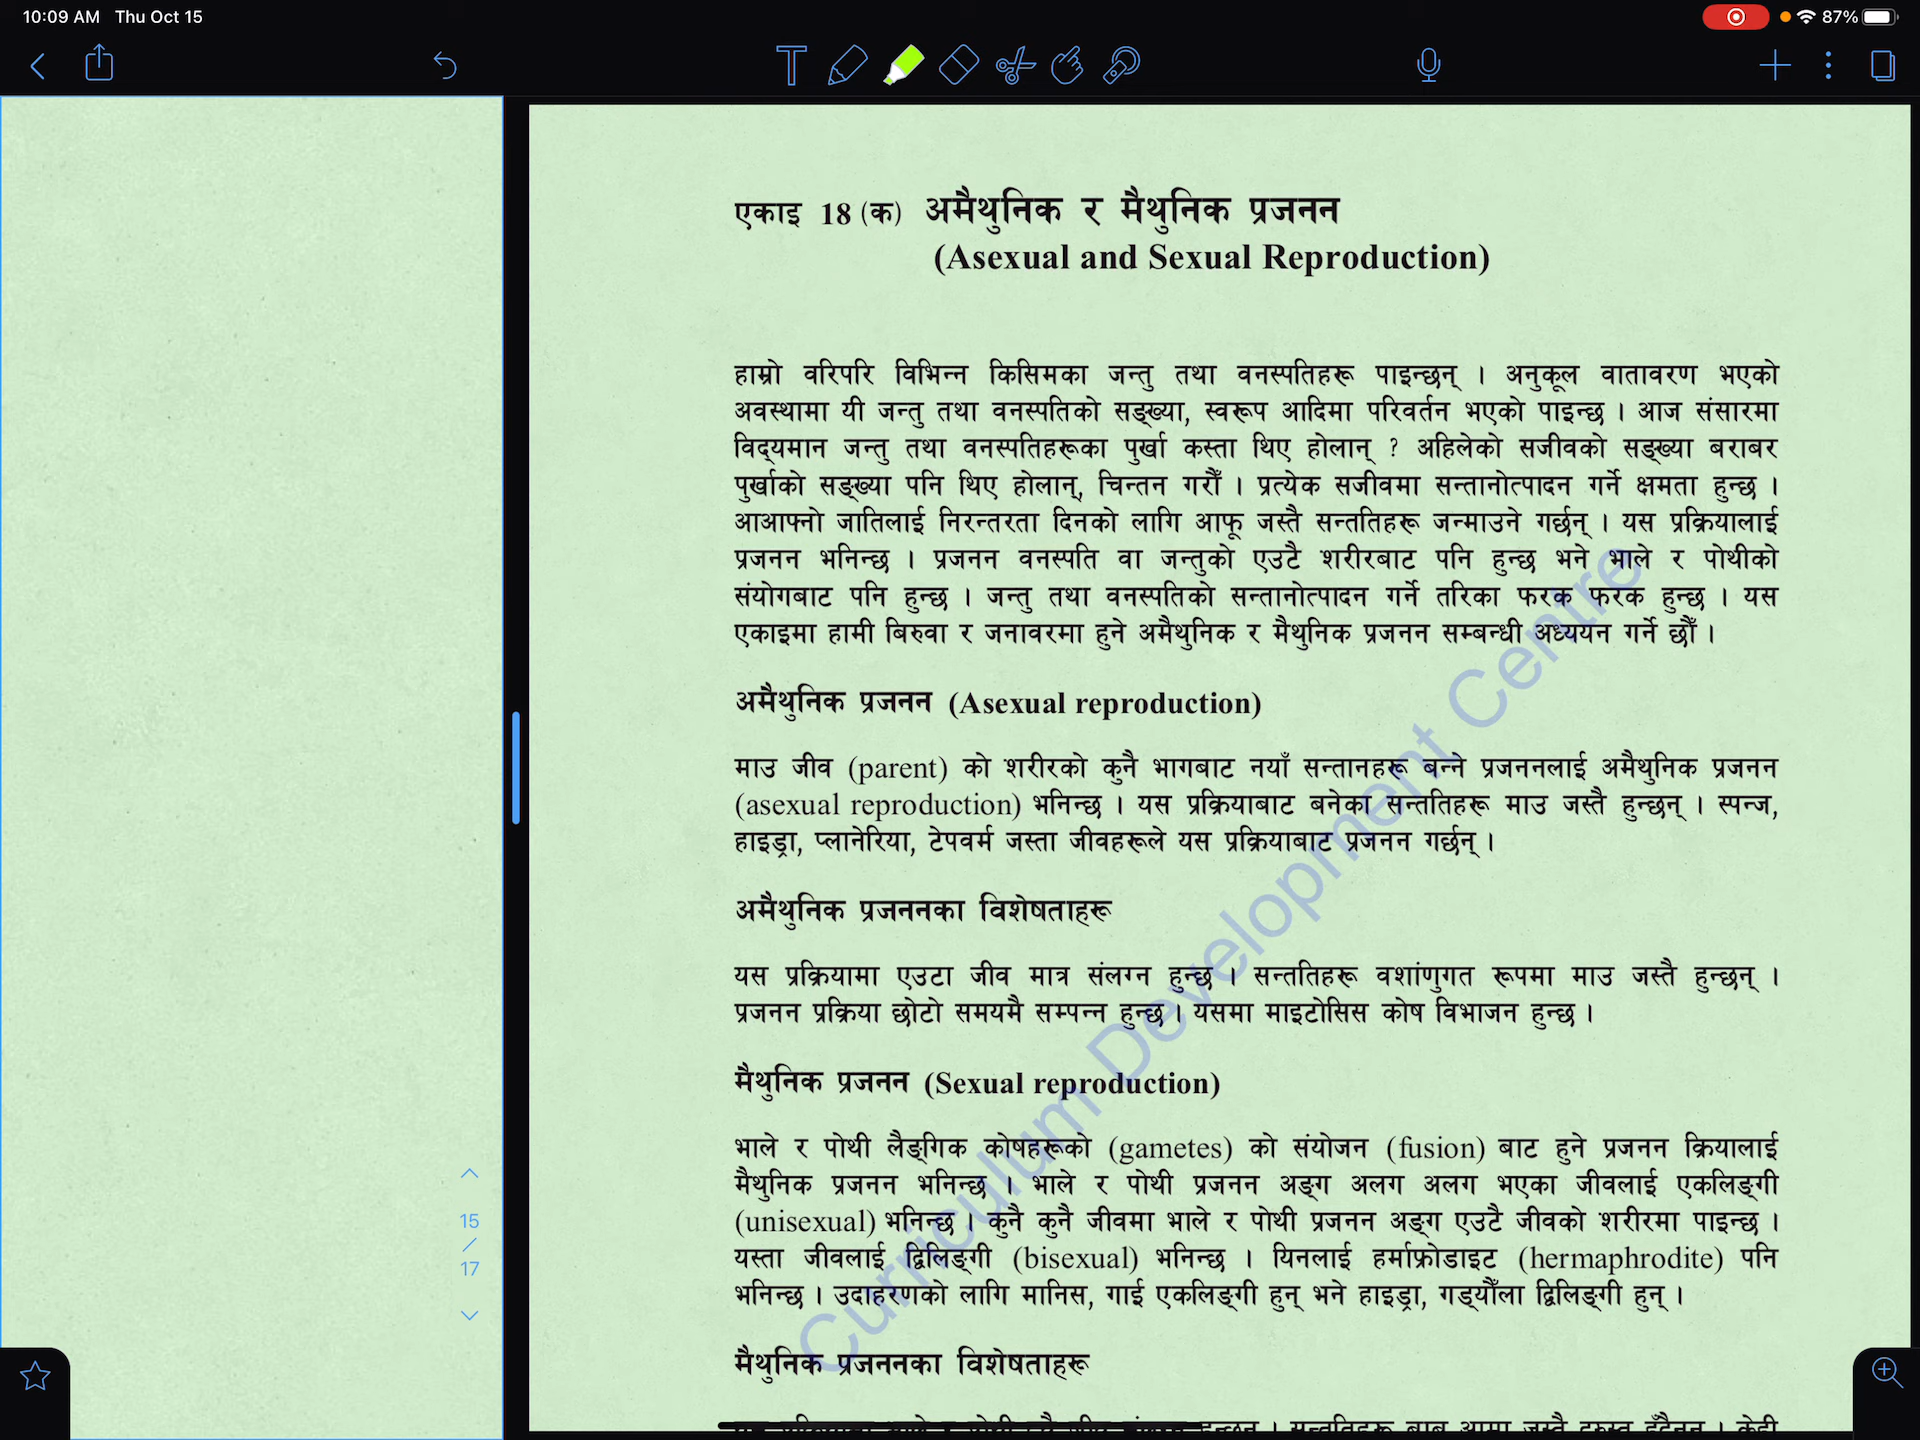 10:09 AM Thu Oct 15
87%
एकाइ 18 (क) अमैथुनिक र मैथुनिक प्रजनन
(Asexual and Sexual Reproduction)
हाम्रो वरिपरि विभिन्न किसिमका जन्तु तथा वनस्पतिहरू पाइन्छन् । अनुकूल वातावरण भएको
अवस्थामा यी जन्तु तथा वनस्पतिको सङ्ख्या, स्वरूप आदिमा परिवर्तन भएको पाइन्छ । आज संसारमा
विद्यमान जन्तु तथा वनस्पतिहरूका पुर्खा कस्ता थिए होलान् ? अहिलेको सजीवको सङ्ख्या बराबर
पुर्खाको सङ्ख्या पनि थिए होलान्, चिन्तन गरौँ । प्रत्येक सजीवमा सन्तानोत्पादन गर्ने क्षमता हुन्छ ।
आआफ्नो जातिलाई निरन्तरता दिनको लागि आफू जस्तै सन्ततिहरू जन्माउने गर्छन् । यस प्रक्रियालाई
प्रजनन भनिन्छ । प्रजनन वनस्पति वा जन्तुको एउटै शरीरबाट पनि हुन्छ भने भाले र पोथीको
संयोगबाट पनि हुन्छ । जन्तु तथा वनस्पतिको सन्तानोत्पादन गर्ने तरिका फरक फरक हुन्छ । यस
एकाइमा हामी बिरुवा र जनावरमा हुने अमैथुनिक र मैथुनिक प्रजनन सम्बन्धी अध्ययन गर्ने छौँ ।
अमैथुनिक प्रजनन (Asexual reproduction)
माउ जीव (parent) को शरीरको कुनै भागबाट नयाँ सन्तानहरू बन्ने प्रजननलाई अमैथुनिक प्रजनन
(asexual reproduction) भनिन्छ । यस प्रक्रियाबाट बनेका सन्ततिहरू माउ जस्तै हुन्छन् । स्पन्ज,
हाइड्रा, प्लानेरिया, टेपवर्म जस्ता जीवहरूले यस प्रक्रियाबाट प्रजनन गर्छन् ।
अमैथुनिक प्रजननका विशेषताहरू
यस प्रक्रियामा एउटा जीव मात्र संलग्न हुन्छ । सन्ततिहरू वशांणुगत रूपमा माउ जस्तै हुन्छन् ।
प्रजनन प्रक्रिया छोटो समयमै सम्पन्न हुन्छ । यसमा माइटोसिस कोष विभाजन हुन्छ ।
मैथुनिक प्रजनन (Sexual reproduction)
भाले र पोथी लैङ्गिक कोषहरूको (gametes) को संयोजन (fusion) बाट हुने प्रजनन क्रियालाई
मैथुनिक प्रजनन भनिन्छ । भाले र पोथी प्रजनन अङ्ग अलग अलग भएका जीवलाई एकलिङ्गी
(unisexual) भनिन्छ । कुनै कुनै जीवमा भाले र पोथी प्रजनन अङ्ग एउटै जीवको शरीरमा पाइन्छ ।
यस्ता जीवलाई द्विलिङ्गी (bisexual) भनिन्छ । यिनलाई हर्माफ्रोडाइट (hermaphrodite) पनि
भनिन्छ । उदाहरणको लागि मानिस, गाई एकलिङ्गी हुन् भने हाइड्रा, गड्यौँला द्विलिङ्गी हुन् ।
मैथुनिक प्रजननका विशेषताहरू
हुन्छन् । सन्ततिहरू बाबु आमा जस्तै हुबहु हुँदैनन् । केही
Curriculum Development Centre
15
/
17